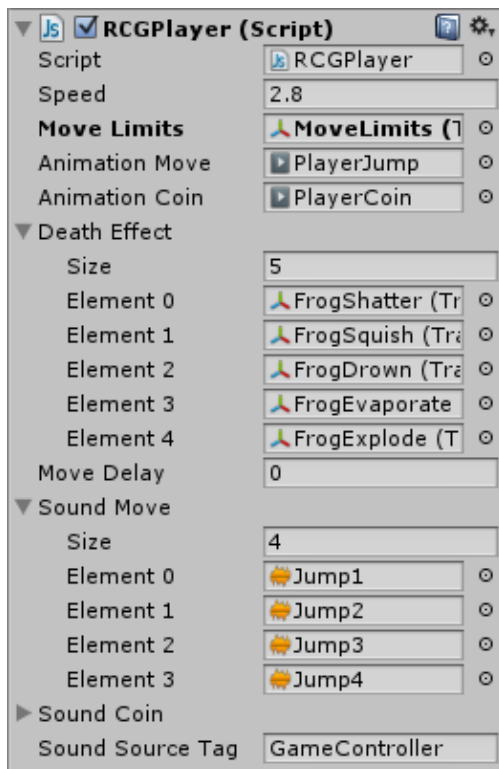 RCGPlayer (Script)
Script RCGPlayer
Speed 2.8
Move Limits MoveLimits (T
Animation Move PlayerJump
Animation Coin PlayerCoin
Death Effect
Size 5
Element 0 FrogShatter (Tr
Element 1 FrogSquish (Tra
Element 2 FrogDrown (Tra
Element 3 FrogEvaporate
Element 4 FrogExplode (T
Move Delay 0
Sound Move
Size 4
Element 0 Jump1
Element 1 Jump2
Element 2 Jump3
Element 3 Jump4
Sound Coin
Sound Source Tag GameController